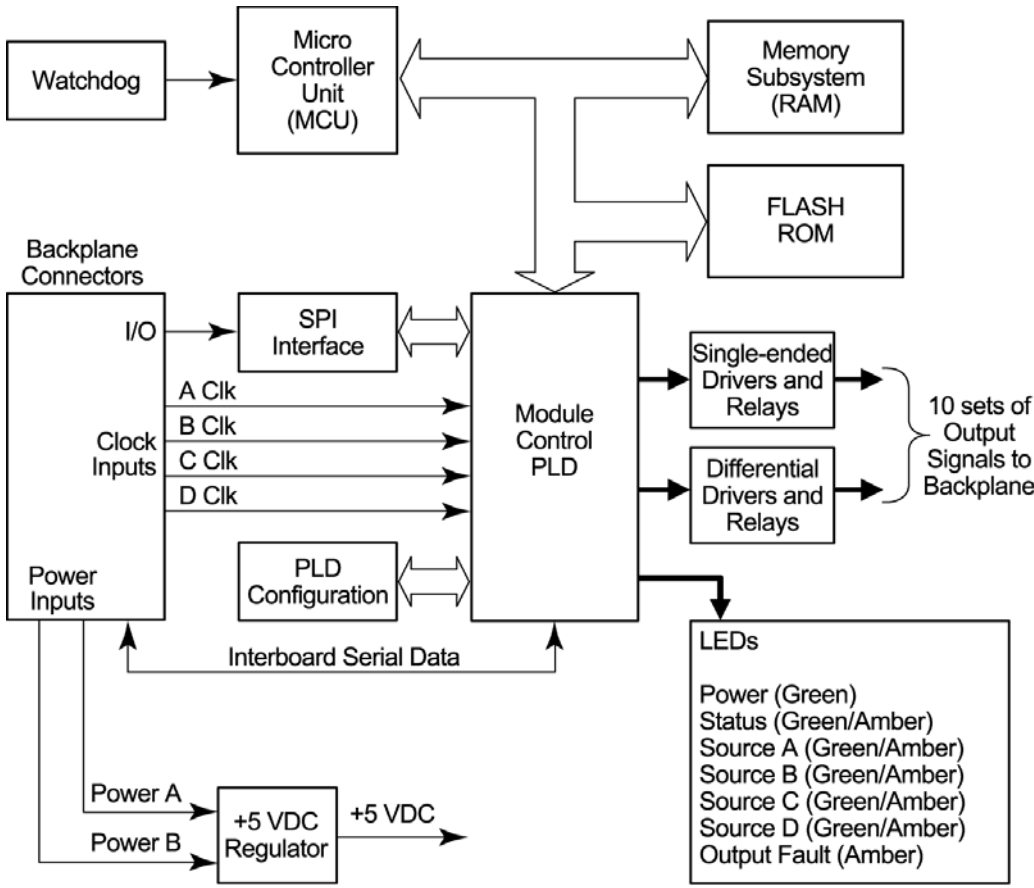 Watchdog
Micro
Controller
Unit
(MCU)
Memory
Subsystem
(RAM)
FLASH
ROM
Backplane
Connectors
I/O
SPI
Interface
A Clk
B Clk
C Clk
D Clk
Clock
Inputs
Module
Control
PLD
Single-ended
Drivers and
Relays
Differential
Drivers and
Relays
10 sets of
Output
Signals to
Backplane
PLD
Configuration
Power
Inputs
Interboard Serial Data
LEDs
Power (Green)
Status (Green/Amber)
Source A (Green/Amber)
Source B (Green/Amber)
Source C (Green/Amber)
Source D (Green/Amber)
Output Fault (Amber)
Power A
Power B
+5 VDC
Regulator
+5 VDC